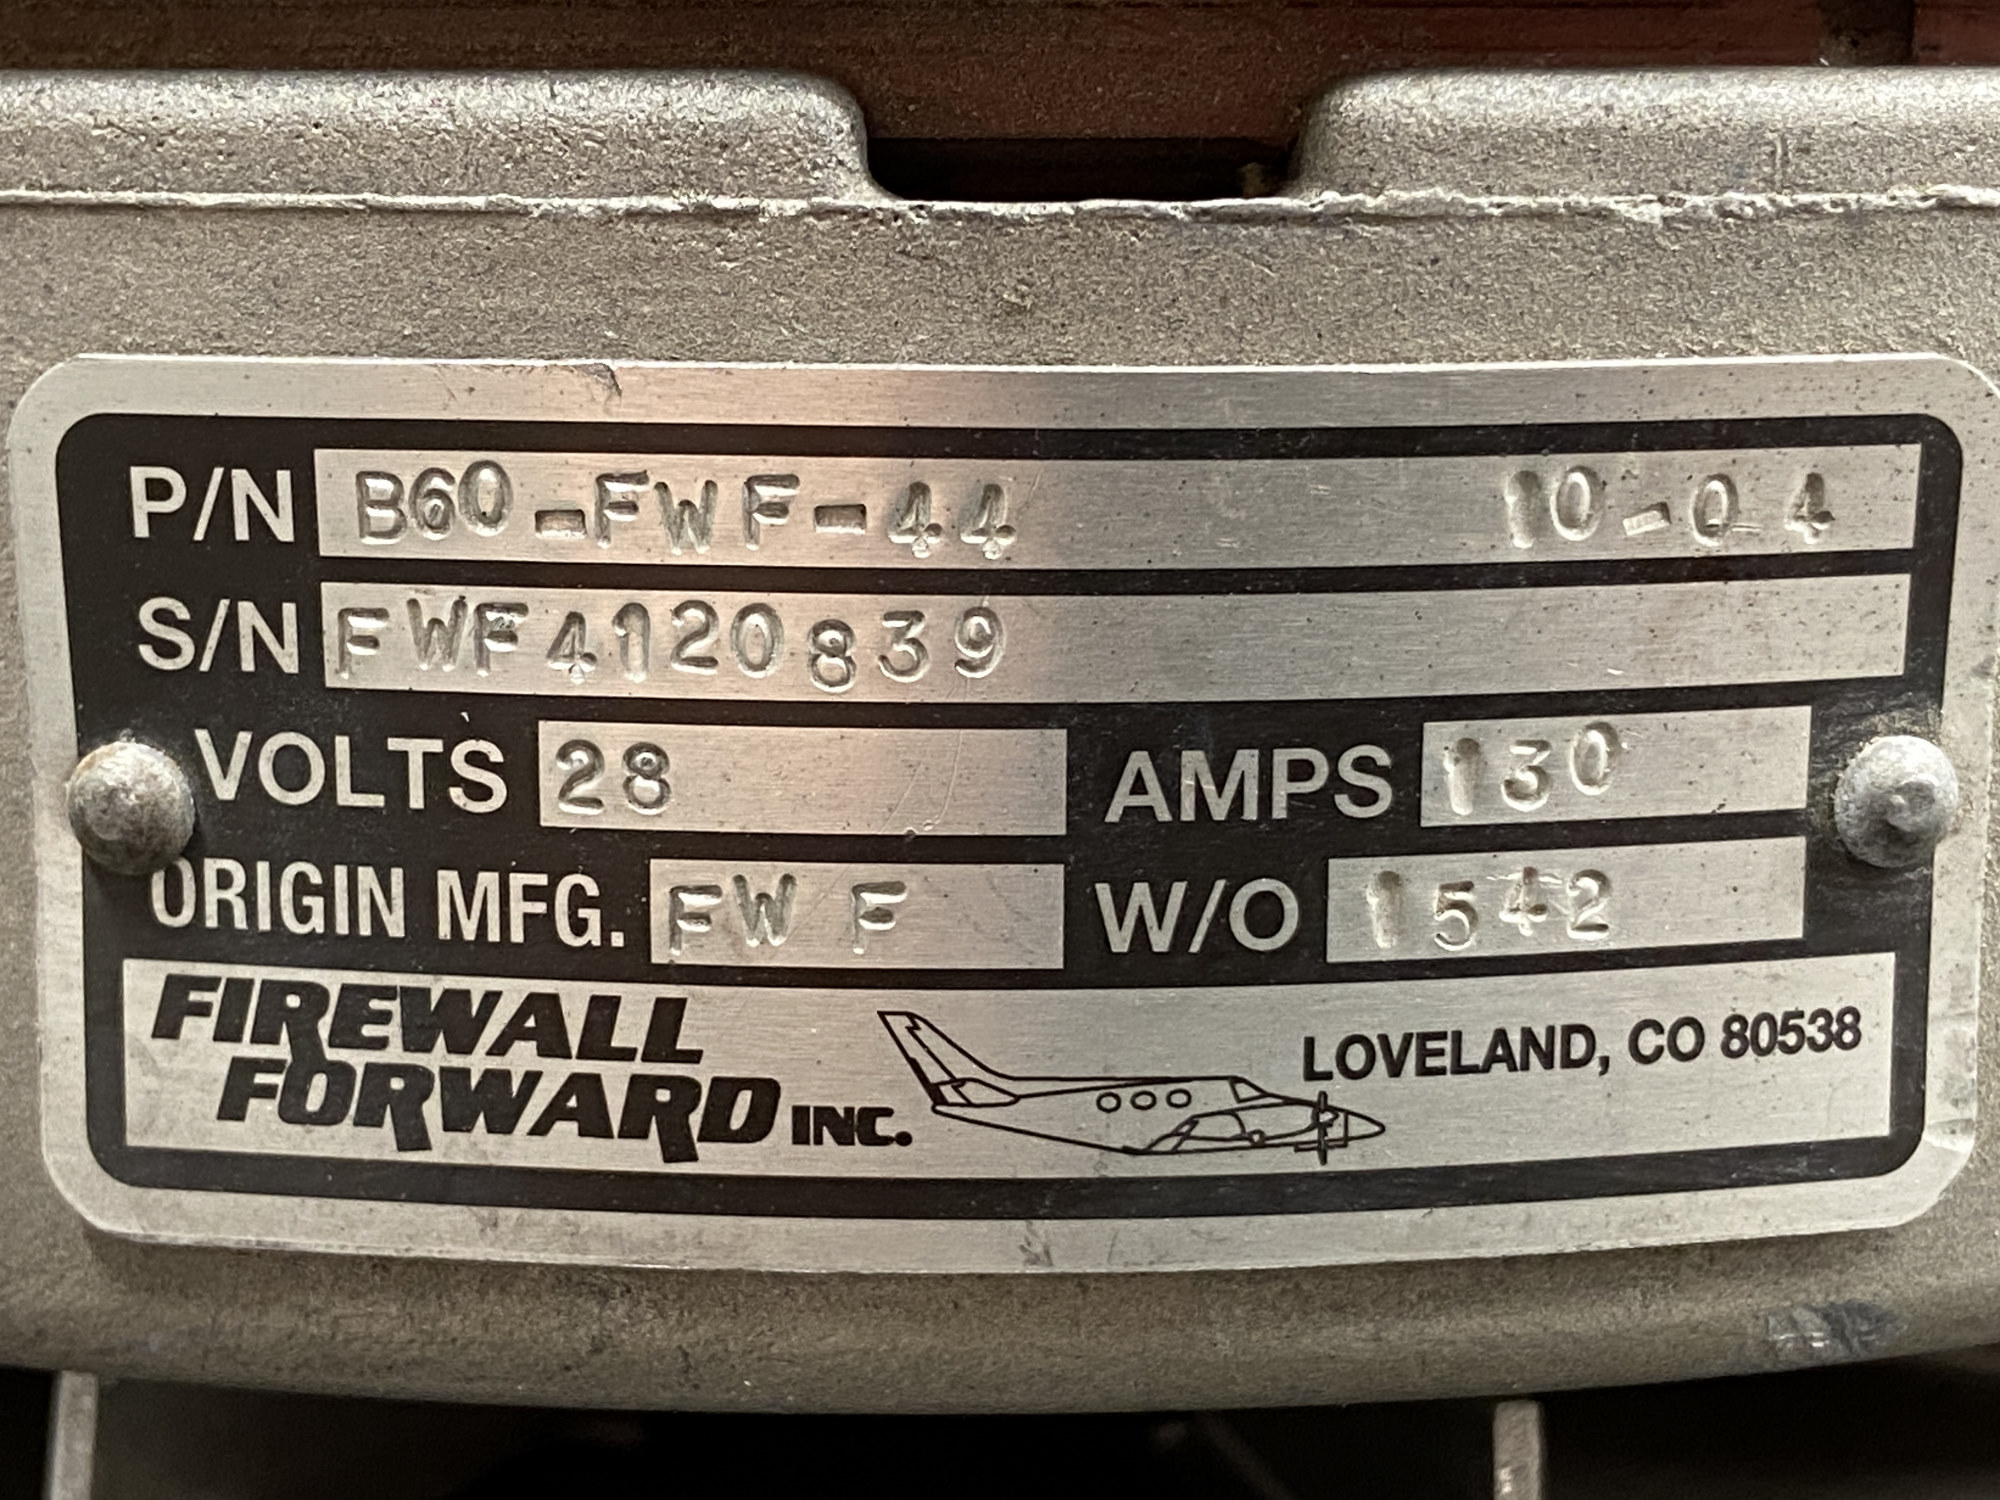 P/N B60-FWF-44 10-04
S/N FWF4120839
VOLTS 28 AMPS 130
ORIGIN MFG. FWF W/O 1542
FIREWALL
FORWARD INC.
LOVELAND, CO 80538